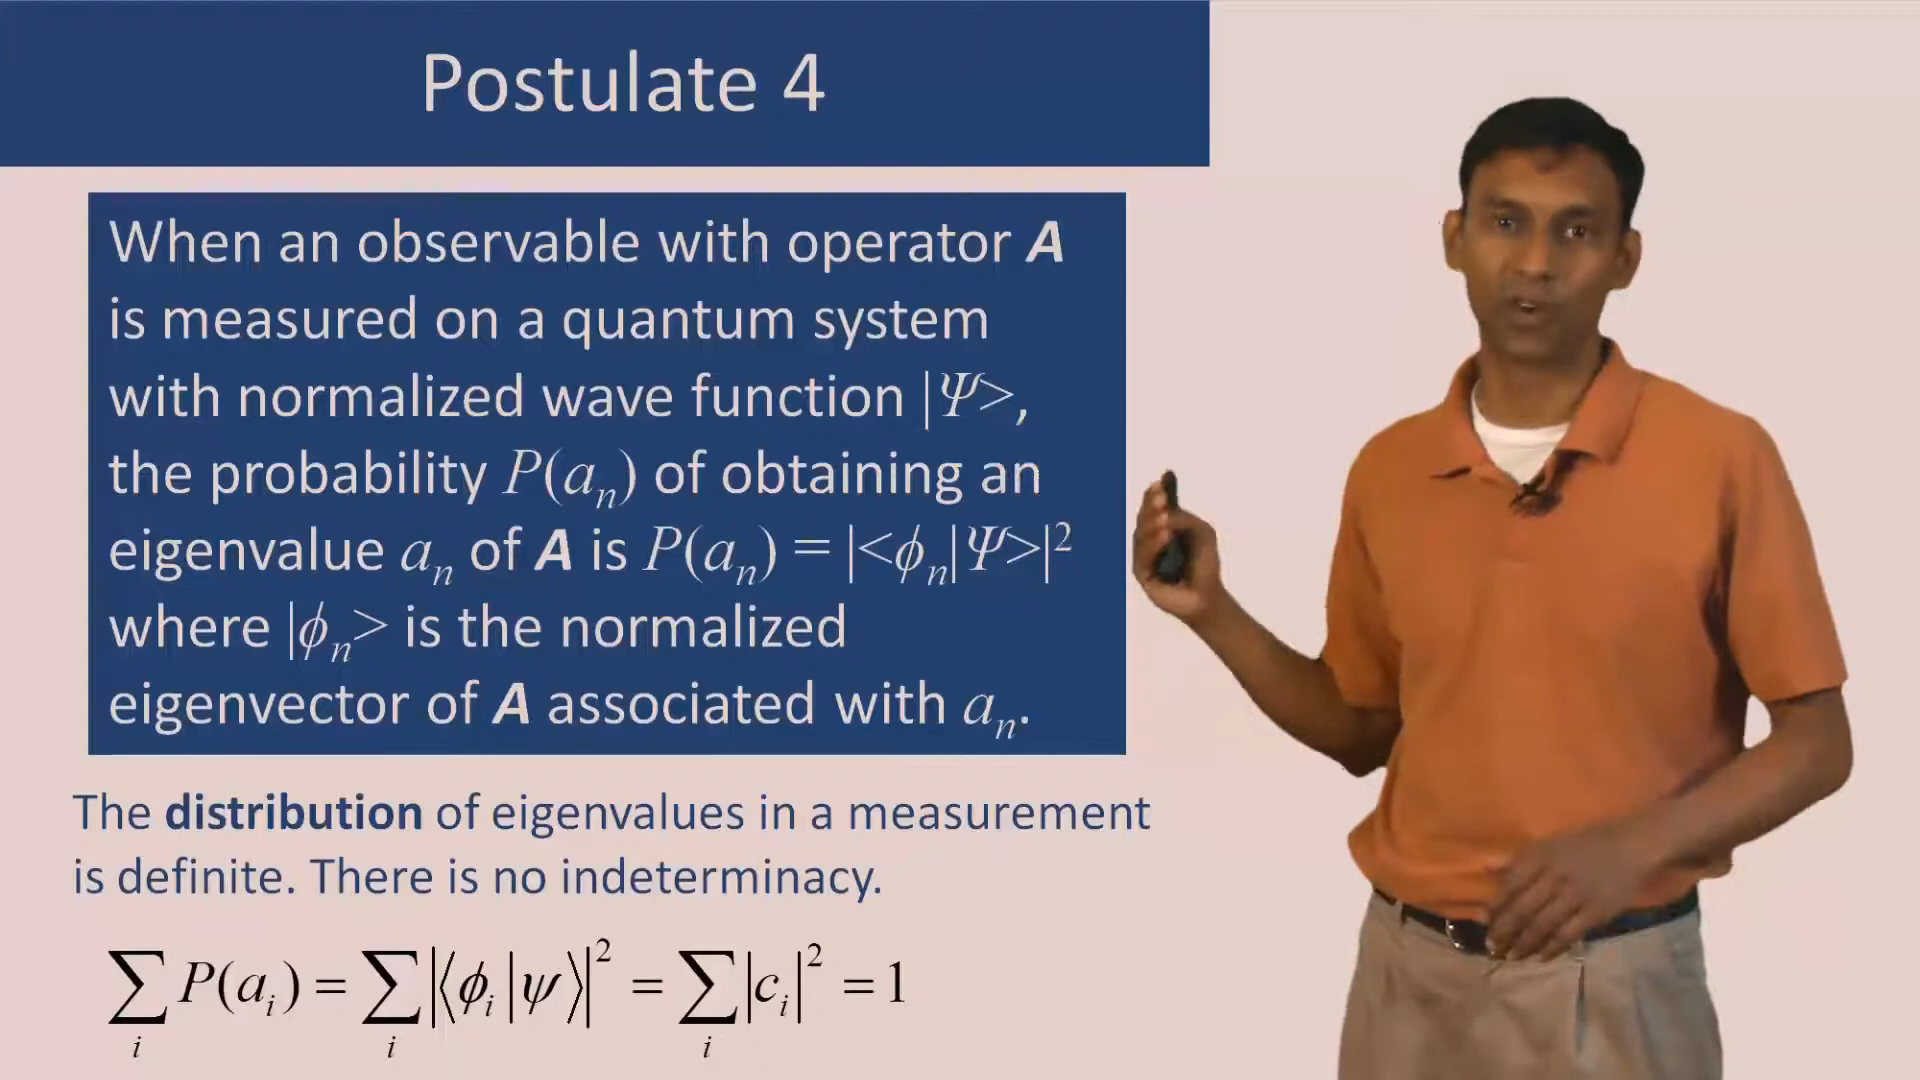 Postulate 4
When an observable with operator A
is measured on a quantum system
with normalized wave function |Ψ>,
the probability P(aₙ) of obtaining an
eigenvalue aₙ of A is P(aₙ) = |<ϕₙ|Ψ>|²
where |ϕₙ> is the normalized
eigenvector of A associated with aₙ.
The distribution of eigenvalues in a measurement
is definite. There is no indeterminacy.
∑ᵢ P(aᵢ) = ∑ᵢ |⟨ϕᵢ|ψ⟩|² = ∑ᵢ |cᵢ|² = 1